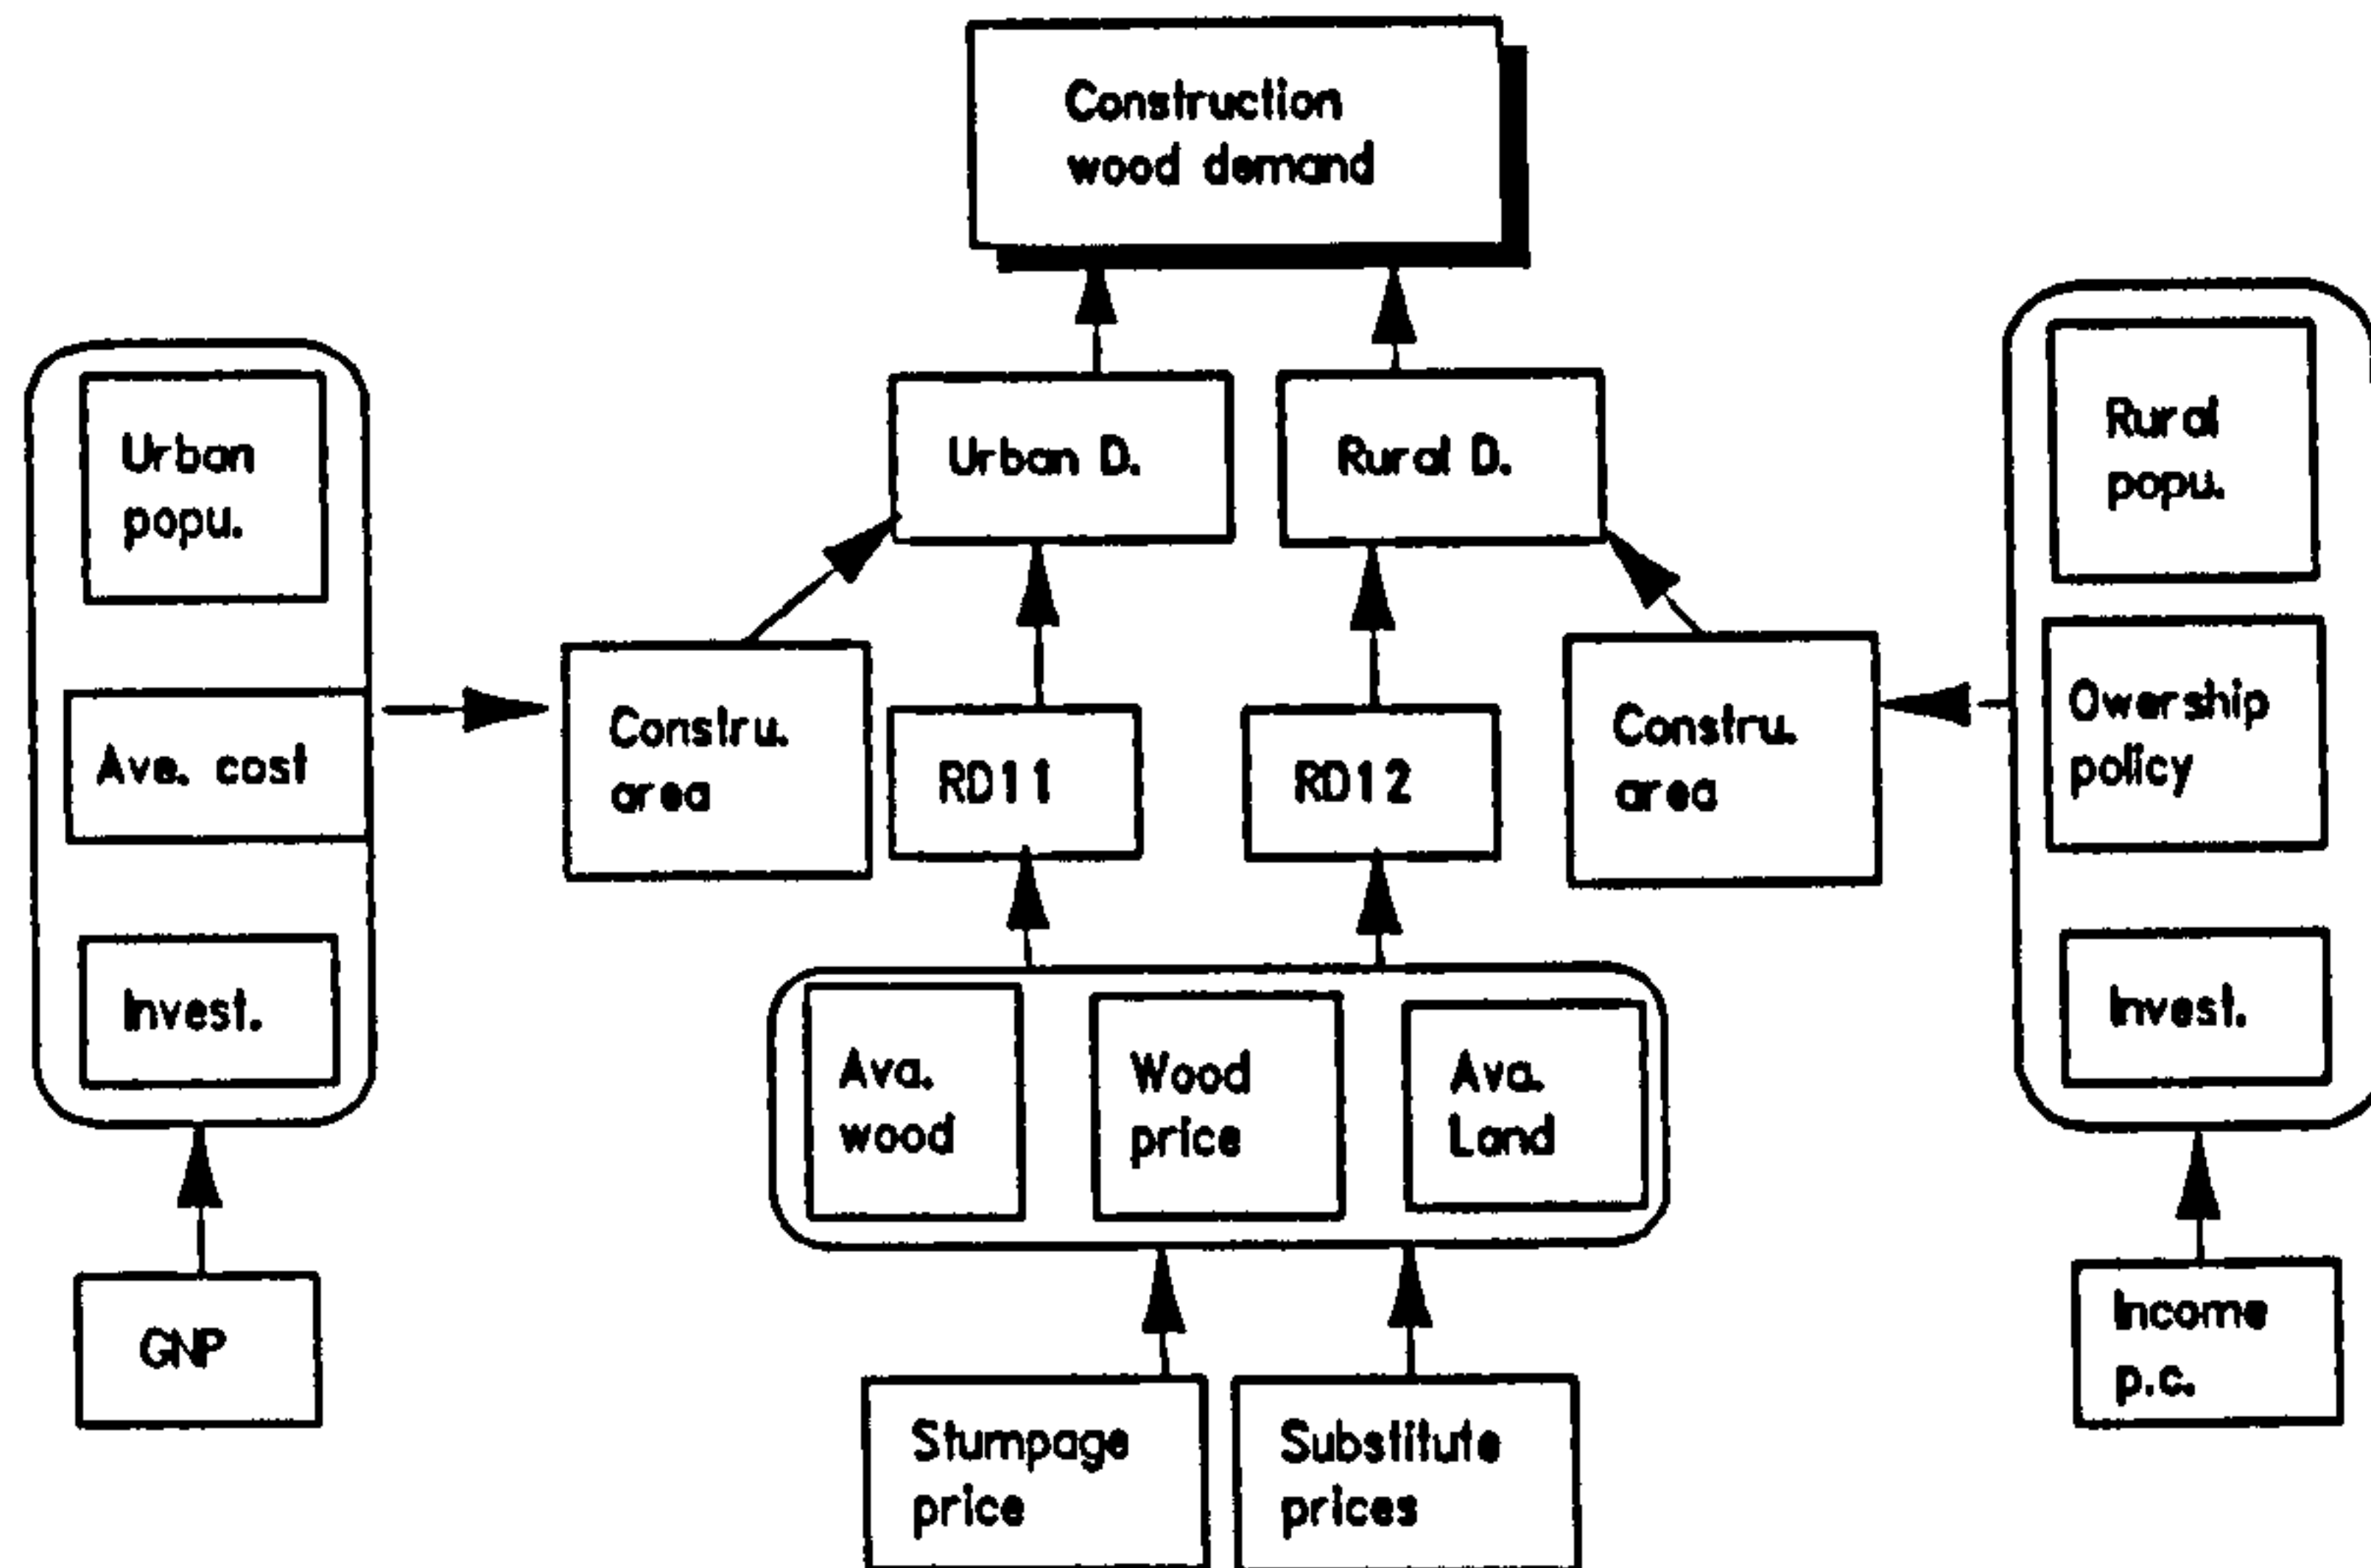 Construction
wood demand
Urban
popu.
Urban D.
Rural D.
Rural
popu.
Ave. cost
Constru.
area
RD11
RD12
Constru.
area
Owership
policy
Invest.
Ava.
wood
Wood
price
Ava.
Land
Invest.
GNP
Stumpage
price
Substitute
prices
Income
p.c.